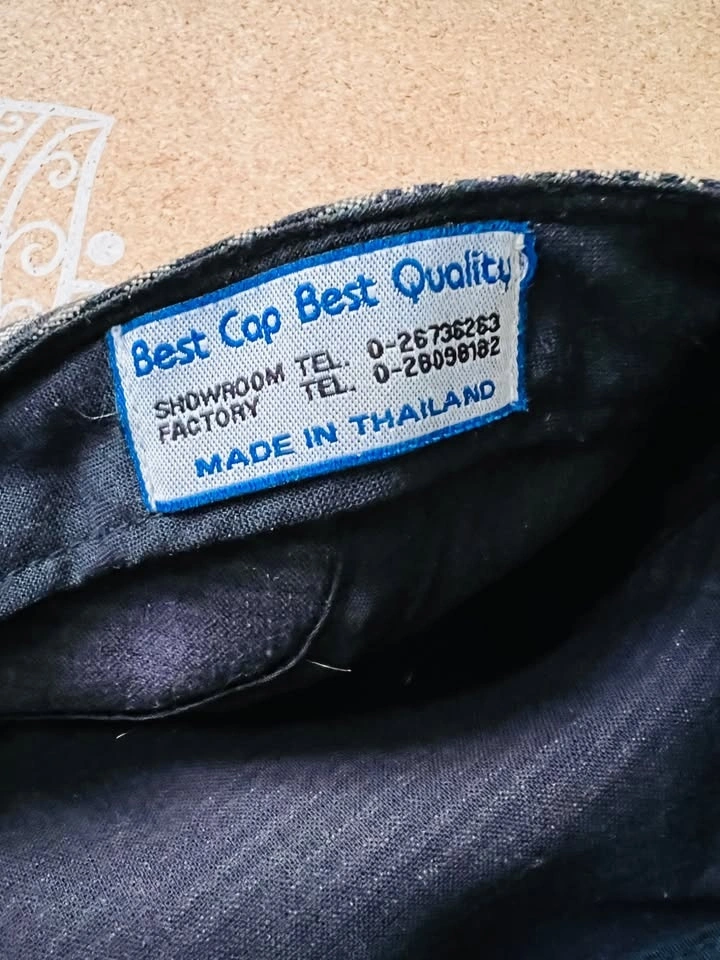 Best Cap Best Quality
SHOWROOM TEL. 0-26736263
FACTORY TEL. 0-28098182
MADE IN THAILAND